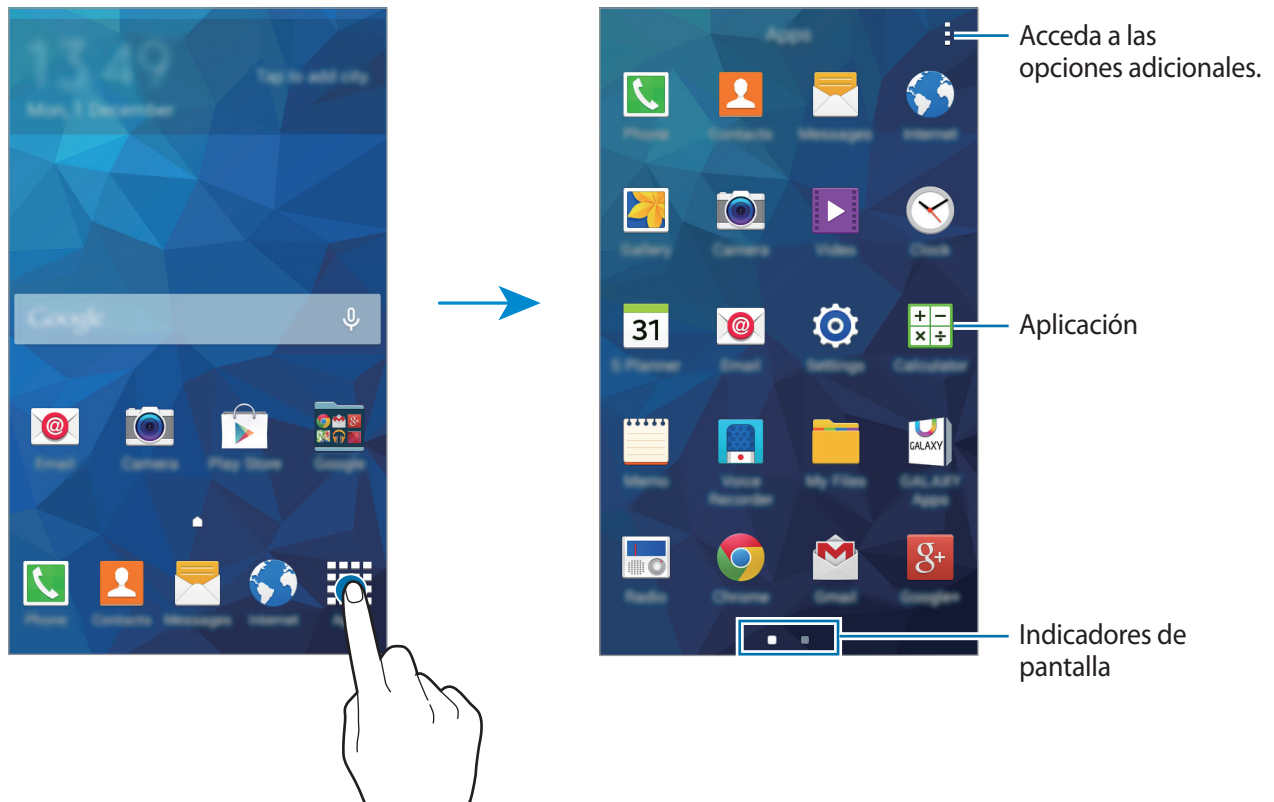 13:49
Tap to add city
Mon, 1 December
Google
Email
Camera
Play Store
Google
Phone
Contacts
Messages
Internet
Apps
Phone
Contacts
Messages
Internet
Gallery
Camera
Video
Clock
31
S Planner
Email
Settings
Calculator
Memo
Voice
Recorder
My Files
GALAXY
GALAXY
Apps
Radio
Chrome
Gmail
Google+
Acceda a las
opciones adicionales.
Aplicación
Indicadores de
pantalla